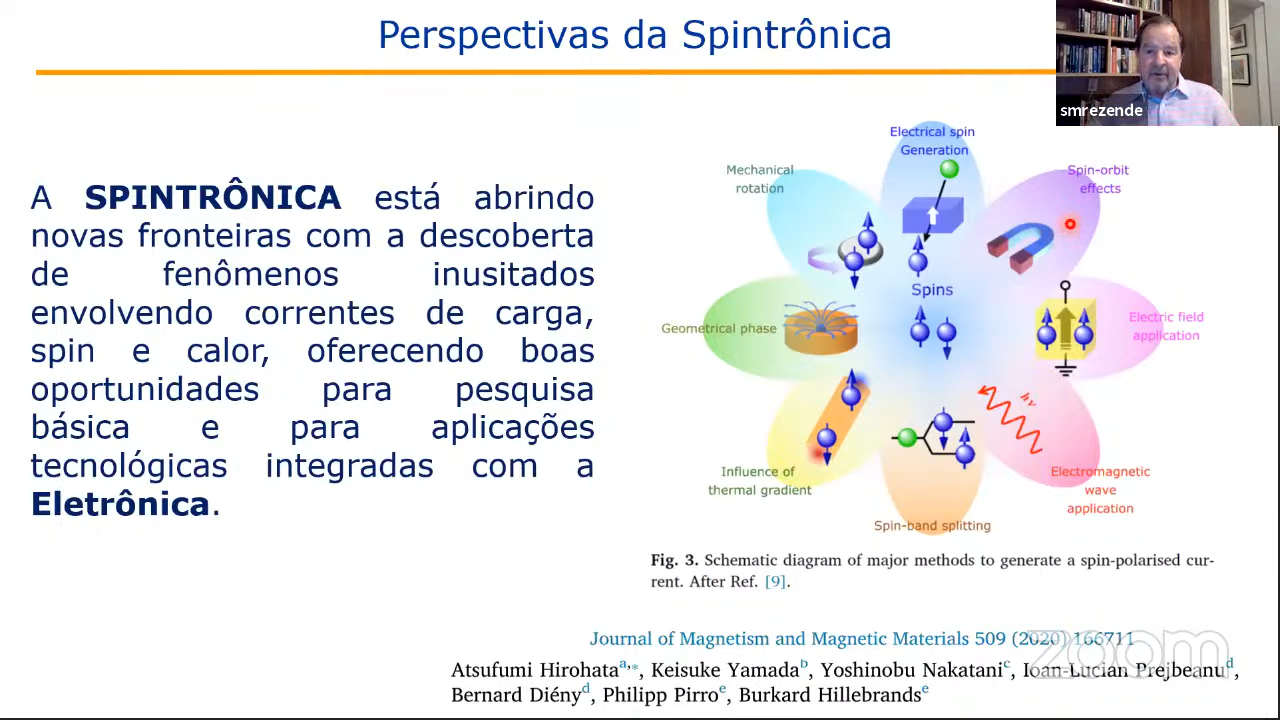 Perspectivas da Spintrônica
smrezende
A SPINTRÔNICA está abrindo
novas fronteiras com a descoberta
de fenômenos inusitados
envolvendo correntes de carga,
spin e calor, oferecendo boas
oportunidades para pesquisa
básica e para aplicações
tecnológicas integradas com a
Eletrônica.
Electrical spin
Generation
Mechanical
rotation
Spin-orbit
effects
Spins
Geometrical phase
Electric field
application
hν
Influence of
thermal gradient
Electromagnetic
wave
application
Spin-band splitting
Fig. 3. Schematic diagram of major methods to generate a spin-polarised cur-
rent. After Ref. [9].
Journal of Magnetism and Magnetic Materials 509 (2020) 166711
zoom
Atsufumi Hirohata a,*, Keisuke Yamada b, Yoshinobu Nakatani c, Ioan-Lucian Prejbeanu d,
Bernard Diény d, Philipp Pirro e, Burkard Hillebrands e